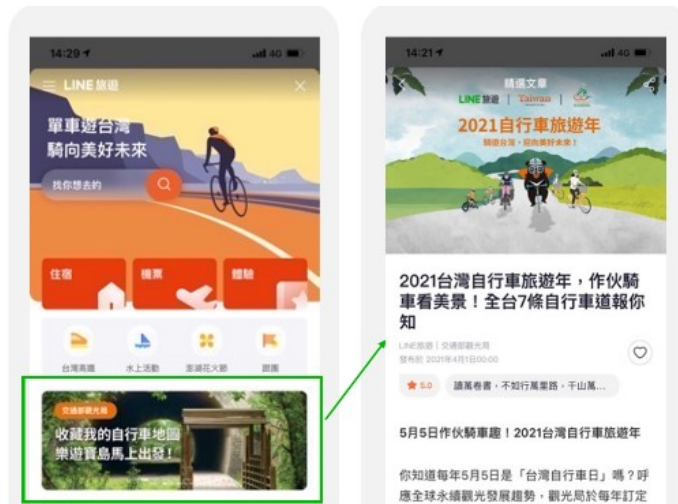 14:29
4G
LINE 旅遊
單車遊台灣
騎向美好未來
找你想去的
住宿
機票
體驗
台灣高鐵
水上活動
澎湖花火節
跟團
交通部觀光局
收藏我的自行車地圖
樂遊寶島馬上出發！
14:21
4G
精選文章
LINE 旅遊 | Taiwan |
2021自行車旅遊年
騎遊台灣，迎向美好未來！
2021台灣自行車旅遊年，作伙騎
車看美景！全台7條自行車道報你
知
LINE旅遊｜交通部觀光局
發布於 2021年4月1日00:00
5.0
讀萬卷書，不如行萬里路，千山萬...
5月5日作伙騎車趣！2021台灣自行車旅遊年
你知道每年5月5日是「台灣自行車日」嗎？呼
應全球永續觀光發展趨勢，觀光局於每年訂定